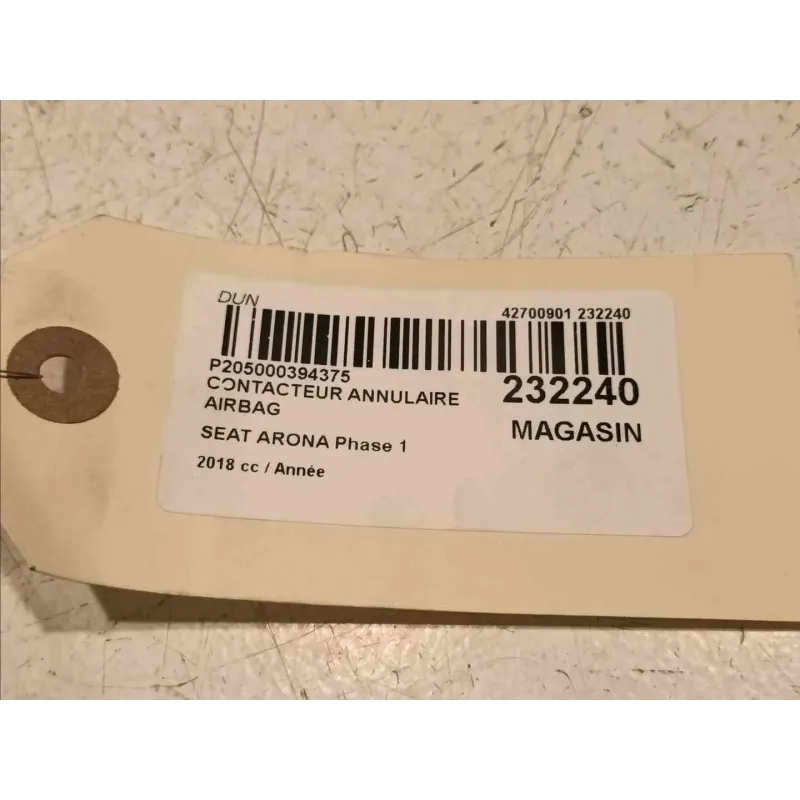 DUN
42700901 232240
P205000394375
CONTACTEUR ANNULAIRE
AIRBAG
232240
MAGASIN
SEAT ARONA Phase 1
2018 cc / Année